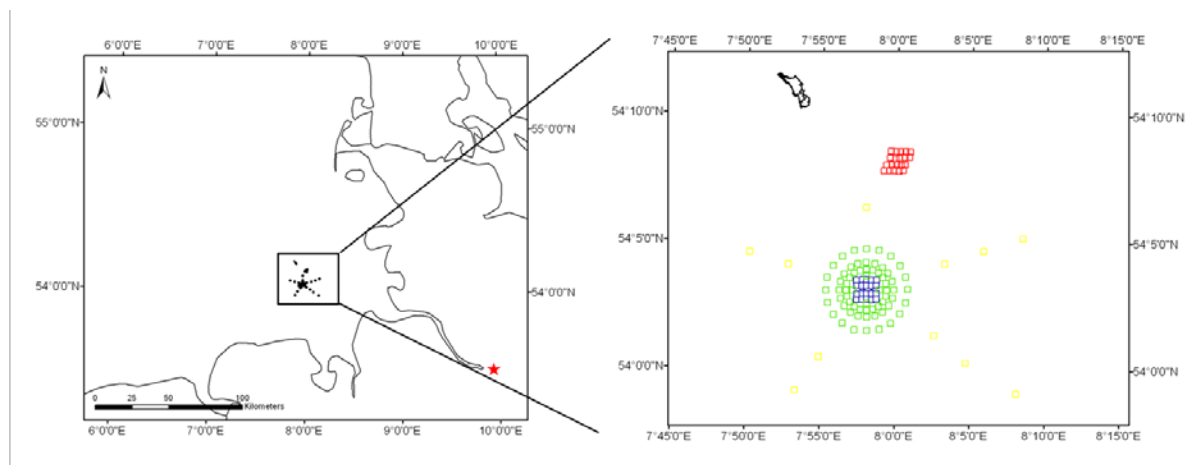 6°0'0"E 7°0'0"E 8°0'0"E 9°0'0"E 10°0'0"E
N
55°0'0"N 55°0'0"N
54°0'0"N 54°0'0"N
0 25 50 100
Kilometers
6°0'0"E 7°0'0"E 8°0'0"E 9°0'0"E 10°0'0"E
7°45'0"E 7°50'0"E 7°55'0"E 8°0'0"E 8°5'0"E 8°10'0"E 8°15'0"E
54°10'0"N 54°10'0"N
54°5'0"N 54°5'0"N
54°0'0"N 54°0'0"N
7°45'0"E 7°50'0"E 7°55'0"E 8°0'0"E 8°5'0"E 8°10'0"E 8°15'0"E